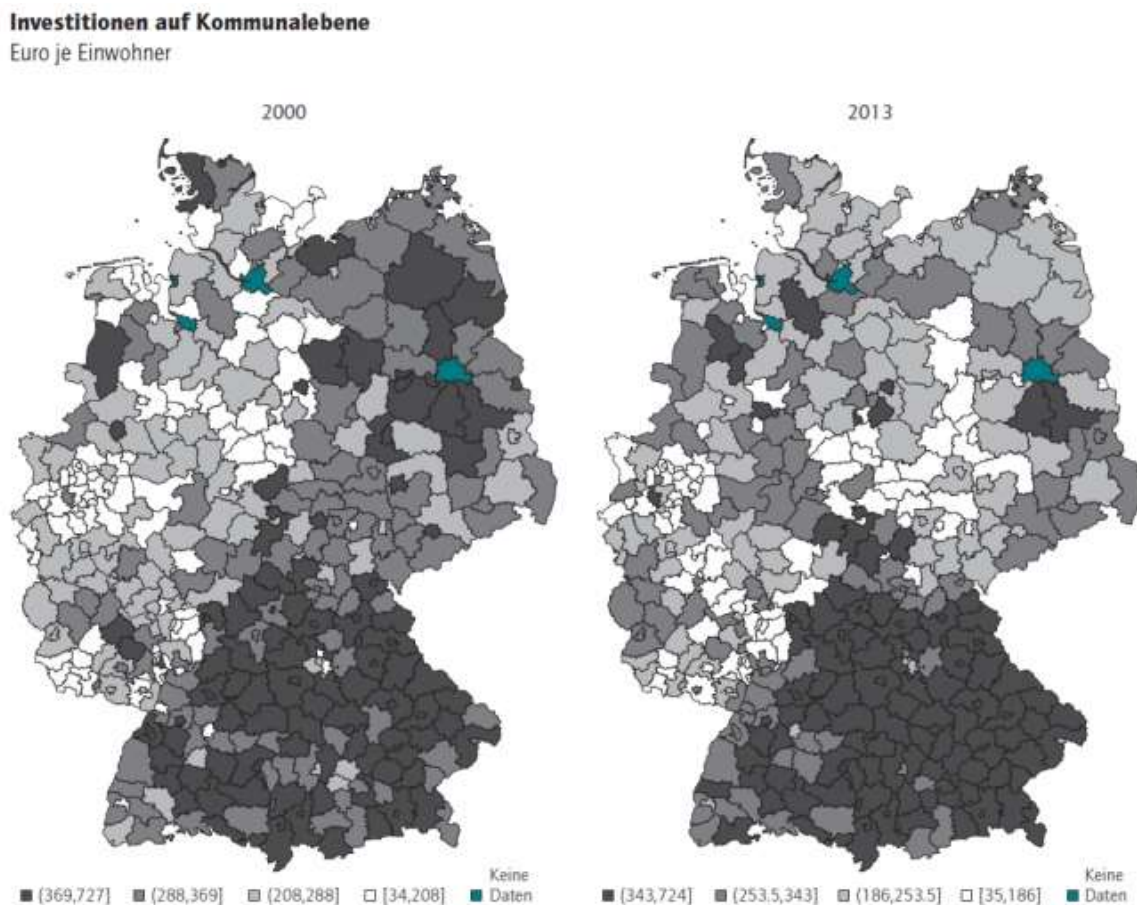 Investitionen auf Kommunalebene
Euro je Einwohner
2000
2013
(369,727] (288,369] (208,288] [34,208] Keine Daten
(343,724] (253.5,343] (186,253.5] [35,186] Keine Daten